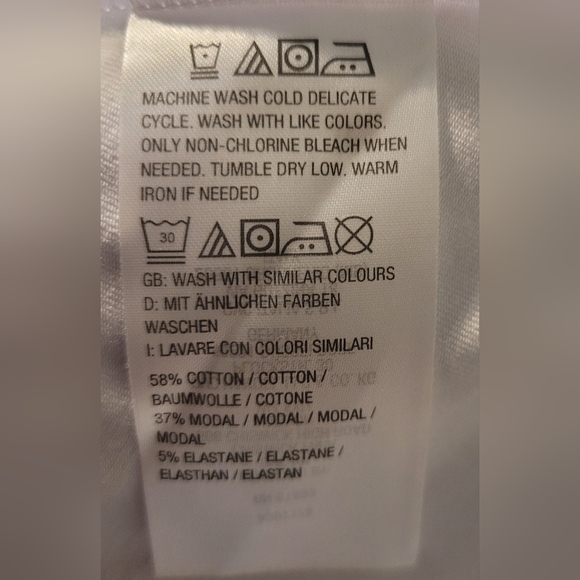 MACHINE WASH COLD DELICATE
CYCLE. WASH WITH LIKE COLORS.
ONLY NON-CHLORINE BLEACH WHEN
NEEDED. TUMBLE DRY LOW. WARM
IRON IF NEEDED
30
GB: WASH WITH SIMILAR COLOURS
D: MIT ÄHNLICHEN FARBEN
WASCHEN
I: LAVARE CON COLORI SIMILARI
58% COTTON / COTTON /
BAUMWOLLE / COTONE
37% MODAL / MODAL / MODAL /
MODAL
5% ELASTANE / ELASTANE /
ELASTHAN / ELASTAN